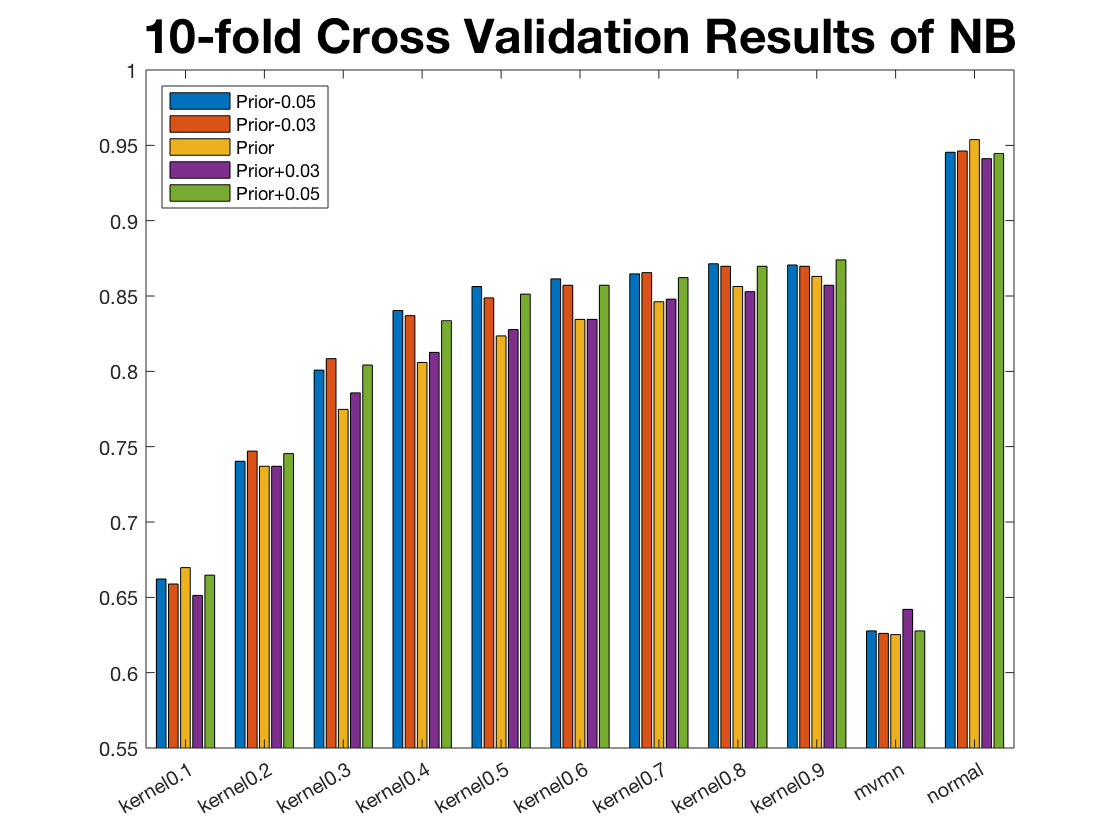 10-fold Cross Validation Results of NB
1
0.95
0.9
0.85
0.8
0.75
0.7
0.65
0.6
0.55
Prior-0.05
Prior-0.03
Prior
Prior+0.03
Prior+0.05
kernel0.1
kernel0.2
kernel0.3
kernel0.4
kernel0.5
kernel0.6
kernel0.7
kernel0.8
kernel0.9
mvmn
normal